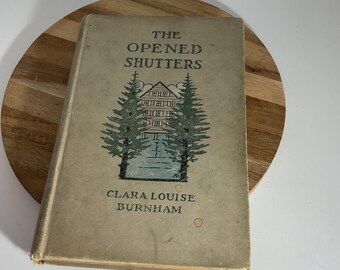 THE
OPENED
SHUTTERS
CLARA LOUISE
BURNHAM